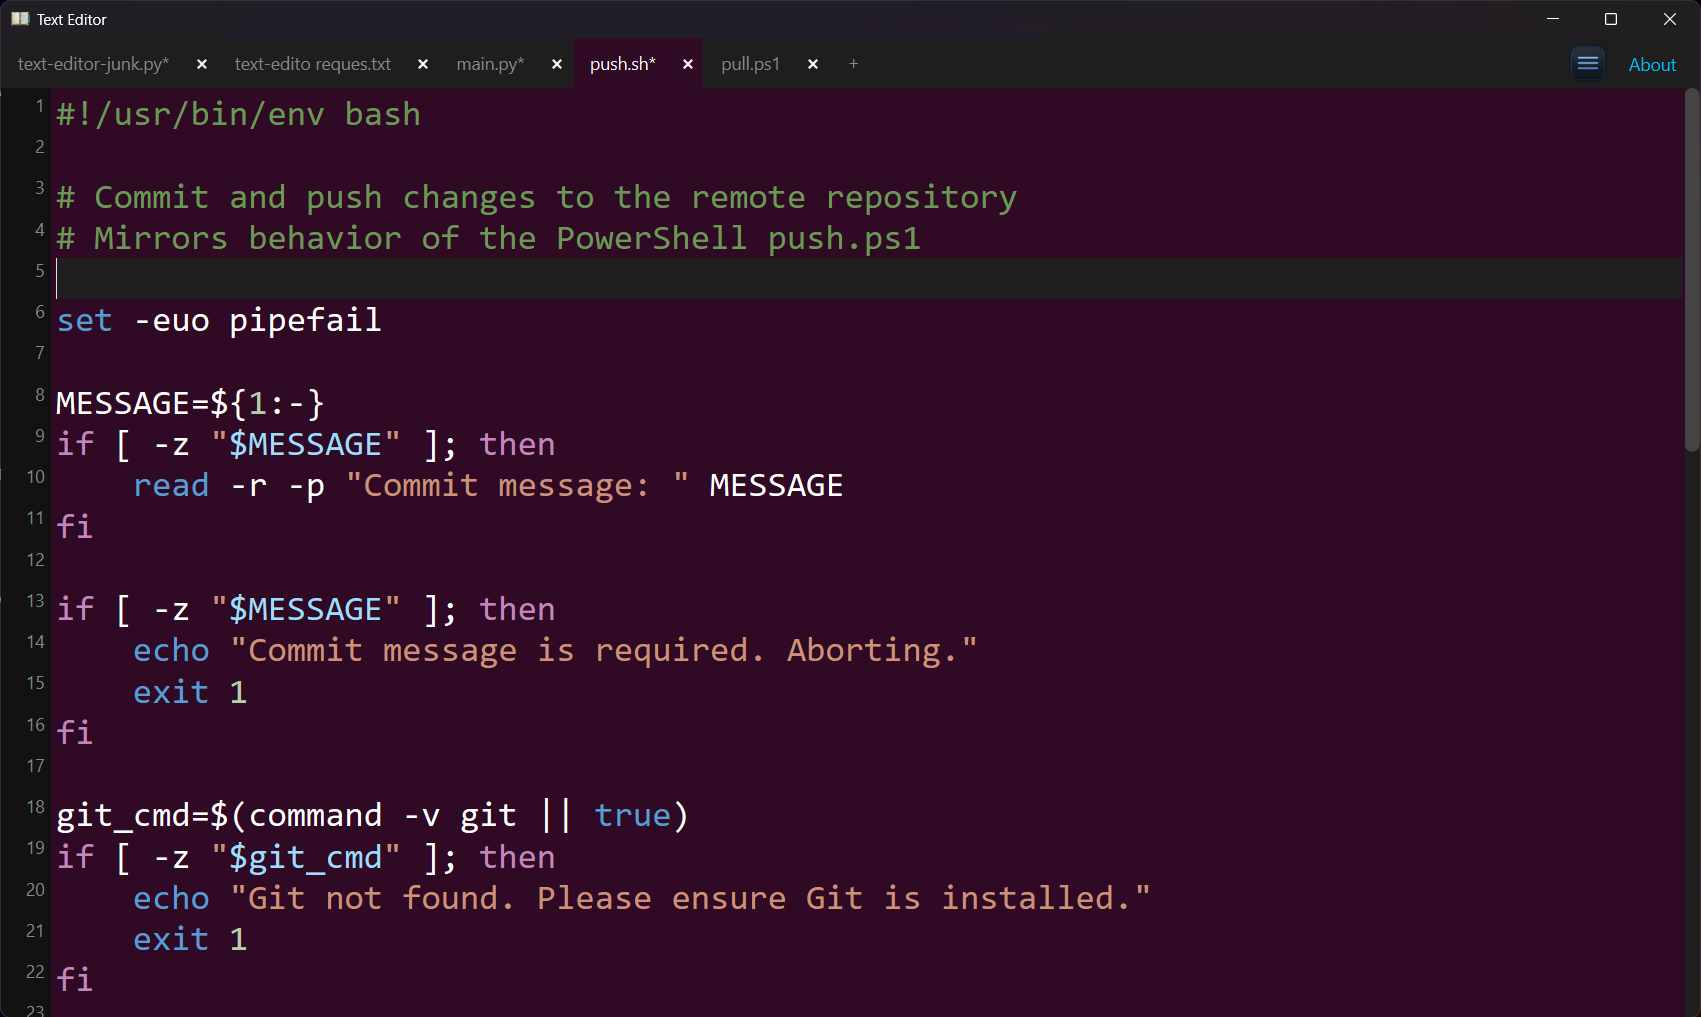 Text Editor
text-editor-junk.py* × text-edito reques.txt × main.py* × push.sh* × pull.ps1 × + About
1 #!/usr/bin/env bash
2
3 # Commit and push changes to the remote repository
4 # Mirrors behavior of the PowerShell push.ps1
5
6 set -euo pipefail
7
8 MESSAGE=${1:-}
9 if [ -z "$MESSAGE" ]; then
10     read -r -p "Commit message: " MESSAGE
11 fi
12
13 if [ -z "$MESSAGE" ]; then
14     echo "Commit message is required. Aborting."
15     exit 1
16 fi
17
18 git_cmd=$(command -v git || true)
19 if [ -z "$git_cmd" ]; then
20     echo "Git not found. Please ensure Git is installed."
21     exit 1
22 fi
23